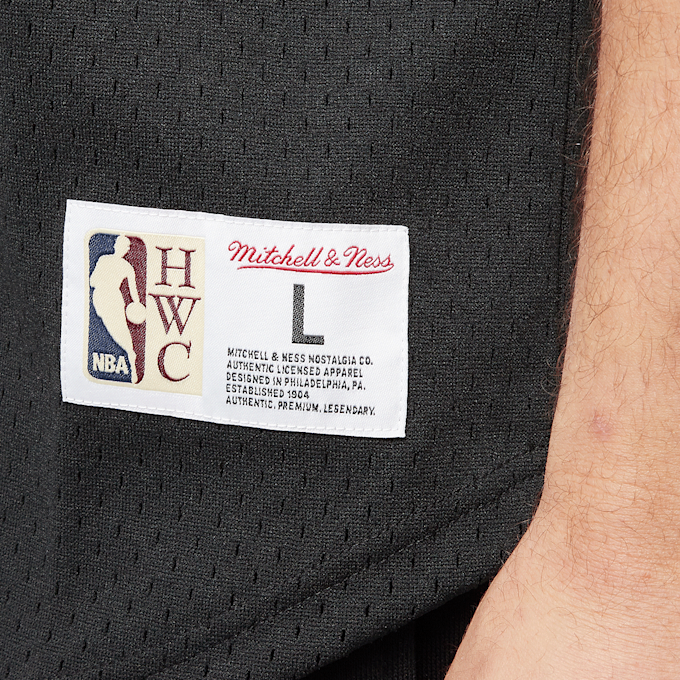 NBA
H
W
C
Mitchell & Ness
L
MITCHELL & NESS NOSTALGIA CO.
AUTHENTIC LICENSED APPAREL
DESIGNED IN PHILADELPHIA, PA.
ESTABLISHED 1904
AUTHENTIC. PREMIUM. LEGENDARY.